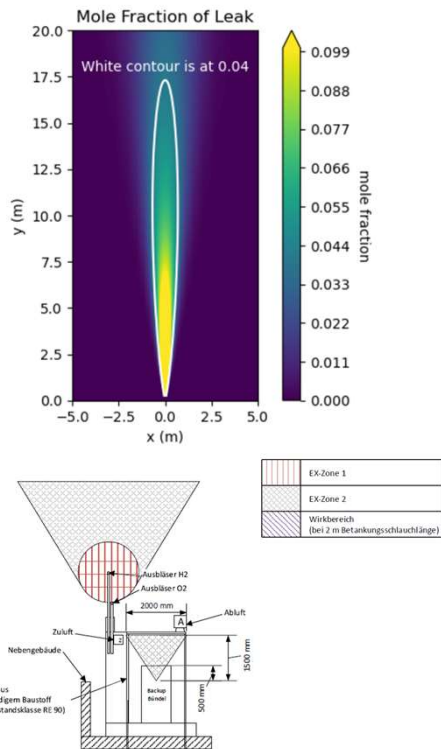 Mole Fraction of Leak
White contour is at 0.04
20.0
17.5
15.0
12.5
10.0
7.5
5.0
2.5
0.0
y (m)
−5.0 −2.5 0.0 2.5 5.0
x (m)
0.099
0.088
0.077
0.066
0.055
0.044
0.033
0.022
0.011
0.000
mole fraction
EX-Zone 1
EX-Zone 2
Wirkbereich
(bei 2 m Betankungsschlauchlänge)
Ausbläser H2
Ausbläser O2
2000 mm
Abluft
A
Zuluft
Nebengebäude
1500 mm
500 mm
Backup
Bündel
us
digem Baustoff
standsklasse RE 90)